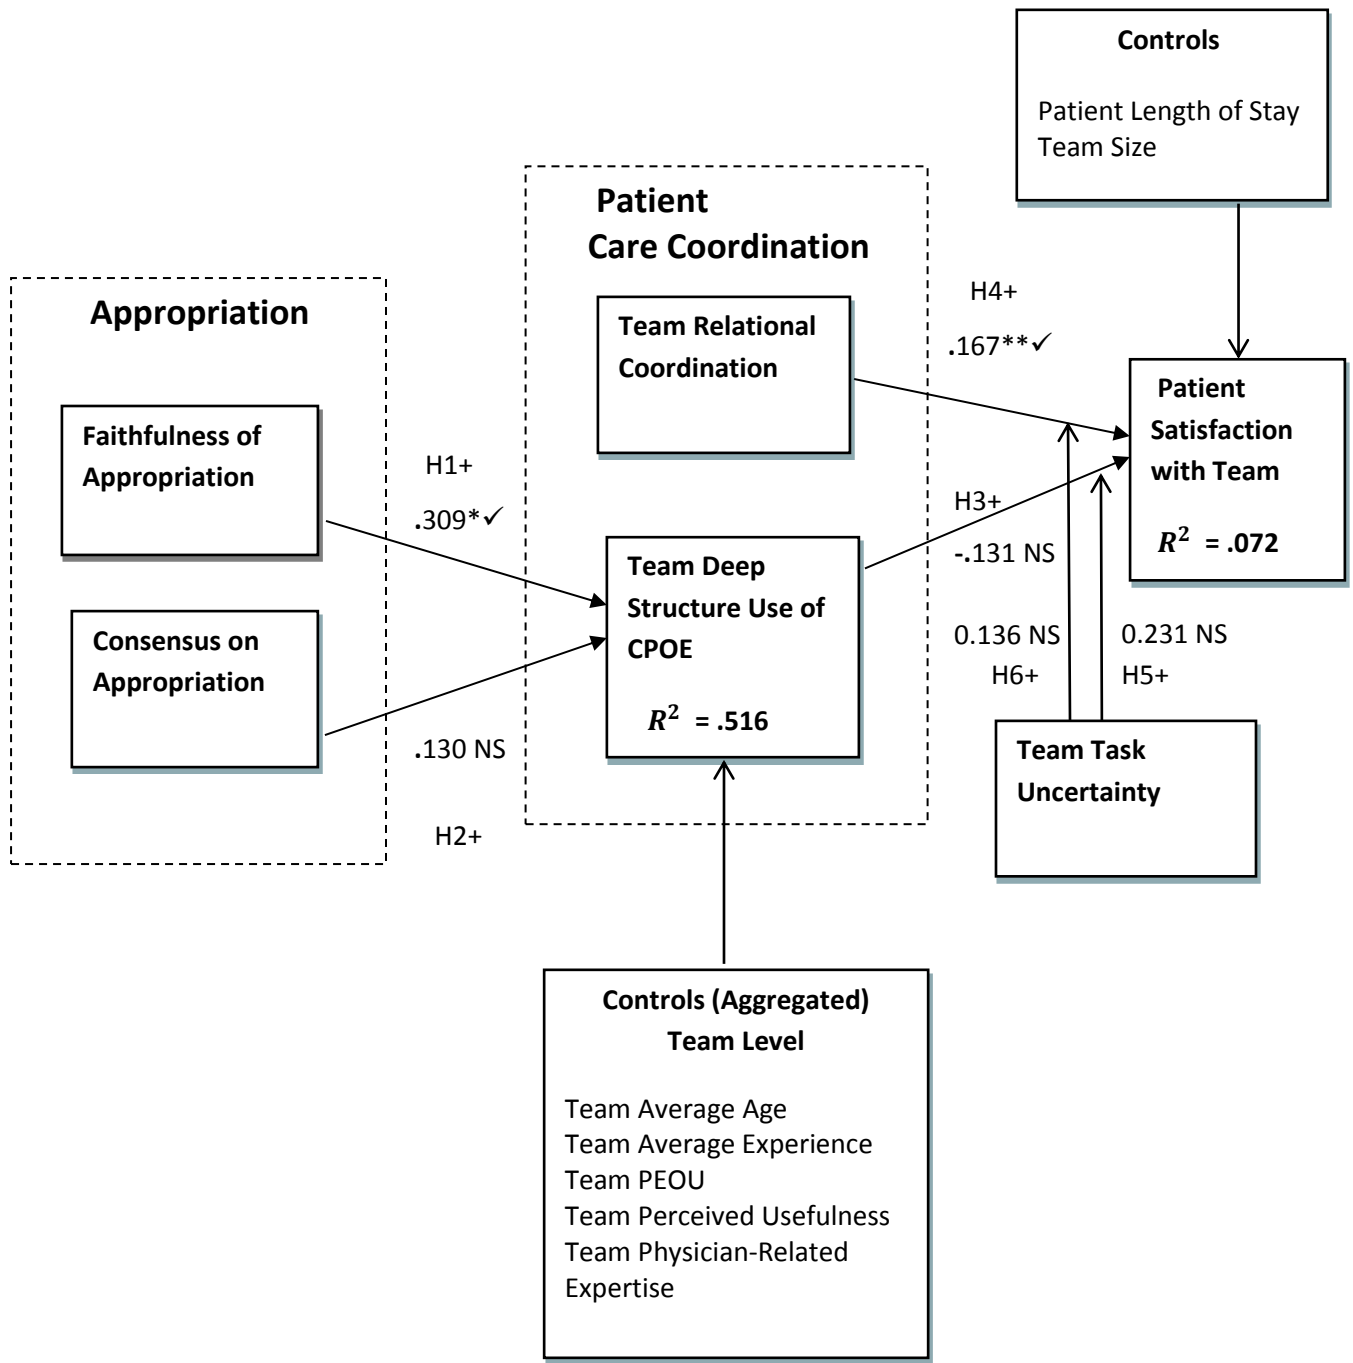 Controls
Patient Length of Stay
Team Size
Patient
Care Coordination
Appropriation
Team Relational
Coordination
H4+
.167**✓
Patient
Satisfaction
with Team
R² = .072
Faithfulness of
Appropriation
H1+
.309*✓
H3+
-.131 NS
Team Deep
Structure Use of
CPOE
R² = .516
Consensus on
Appropriation
0.136 NS
H6+
0.231 NS
H5+
.130 NS
H2+
Team Task
Uncertainty
Controls (Aggregated)
Team Level
Team Average Age
Team Average Experience
Team PEOU
Team Perceived Usefulness
Team Physician-Related
Expertise